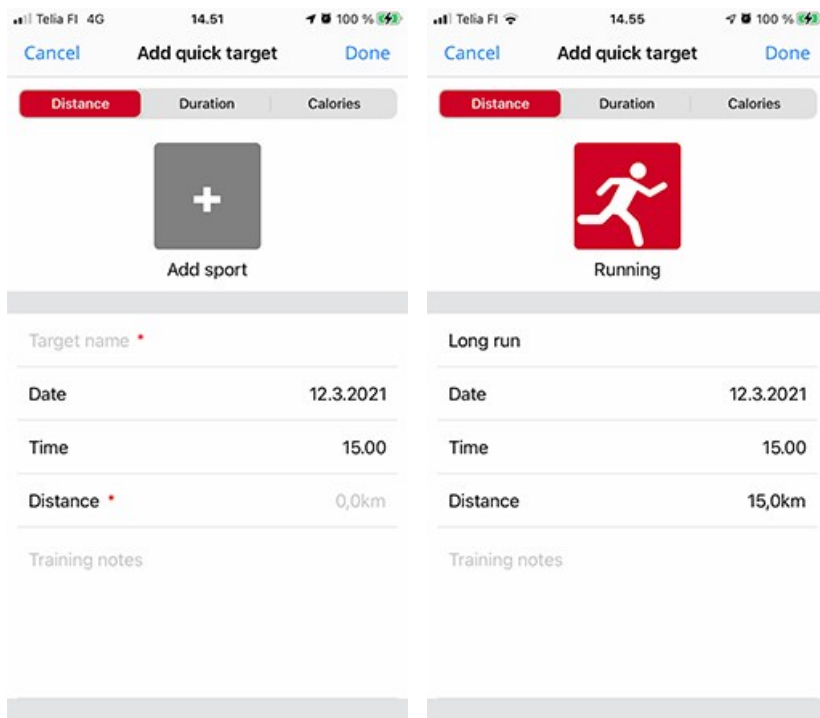 Telia FI 4G 14.51 100 %
Cancel Add quick target Done
Distance Duration Calories
+
Add sport
Target name *
Date 12.3.2021
Time 15.00
Distance * 0,0km
Training notes
Telia FI 14.55 100 %
Cancel Add quick target Done
Distance Duration Calories
Running
Long run
Date 12.3.2021
Time 15.00
Distance 15,0km
Training notes